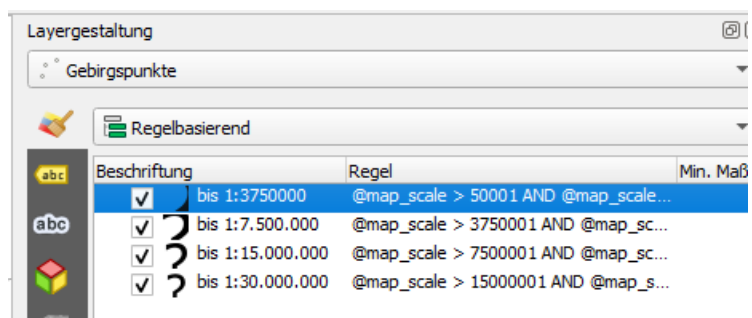 Layergestaltung
Gebirgspunkte
Regelbasierend
abc
Beschriftung Regel Min. Maß
bis 1:3750000 @map_scale > 50001 AND @map_scale...
abc
bis 1:7.500.000 @map_scale > 3750001 AND @map_sc...
bis 1:15.000.000 @map_scale > 7500001 AND @map_sc...
bis 1:30.000.000 @map_scale > 15000001 AND @map_s...